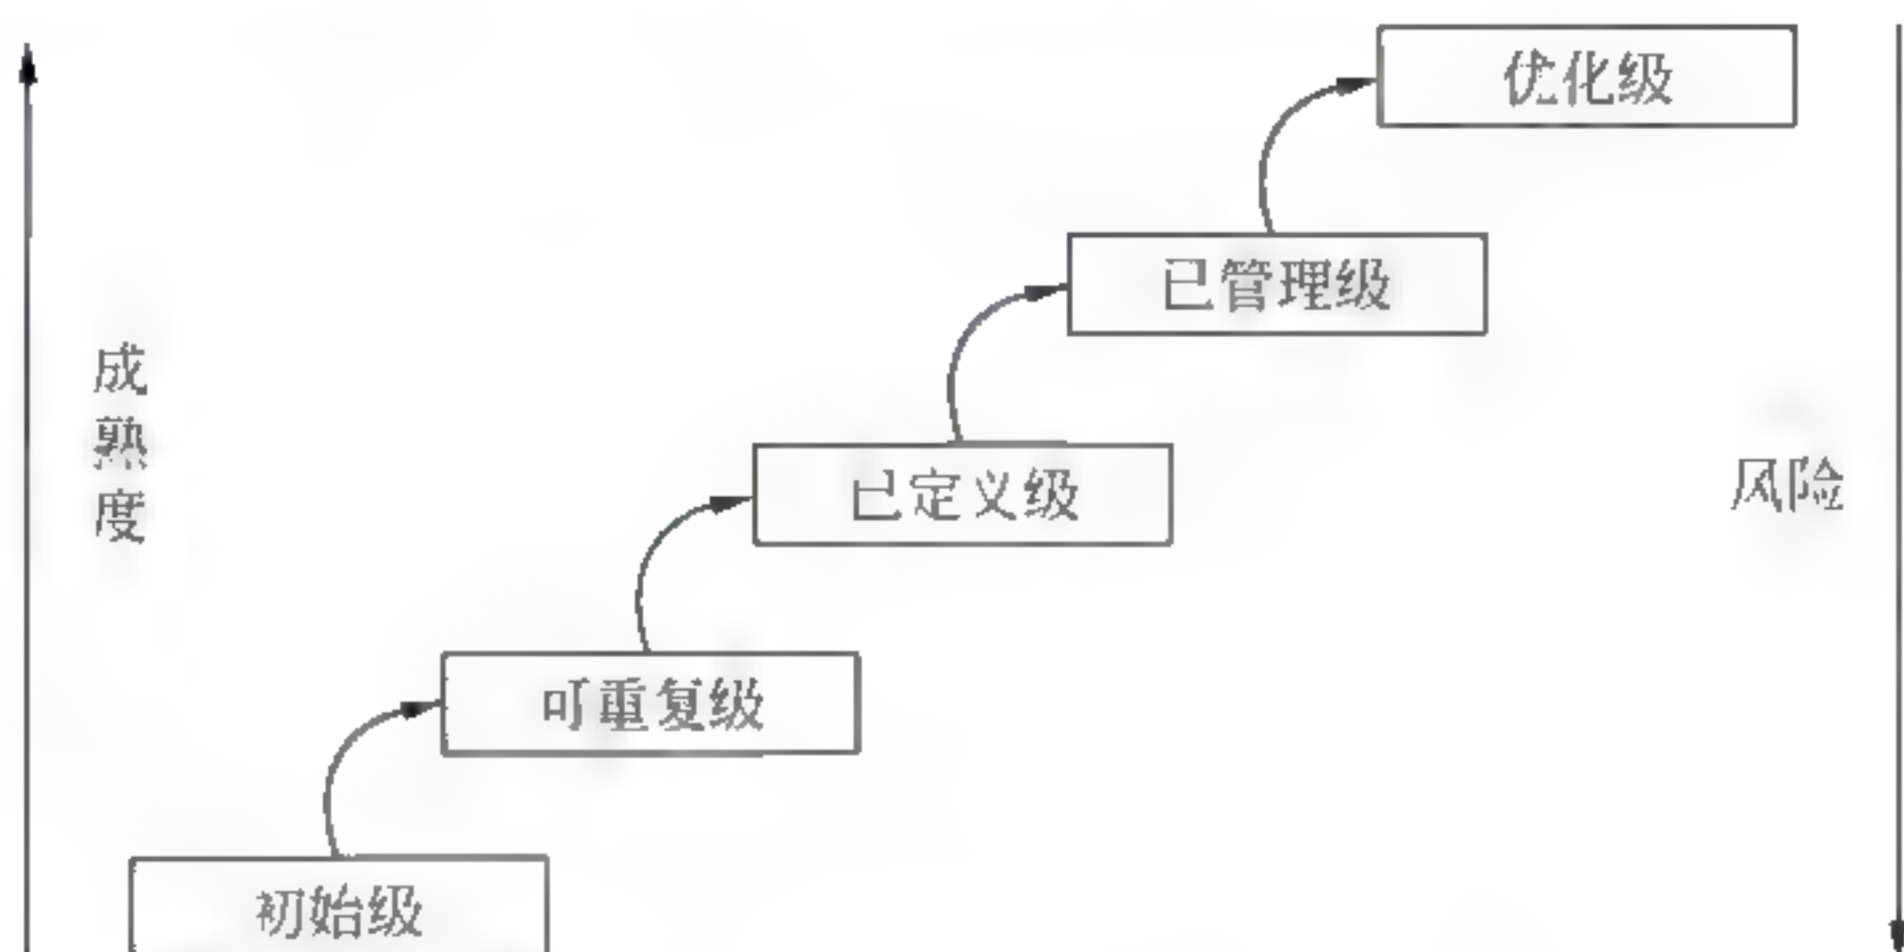 优化级
已管理级
成熟度
已定义级
风险
可重复级
初始级